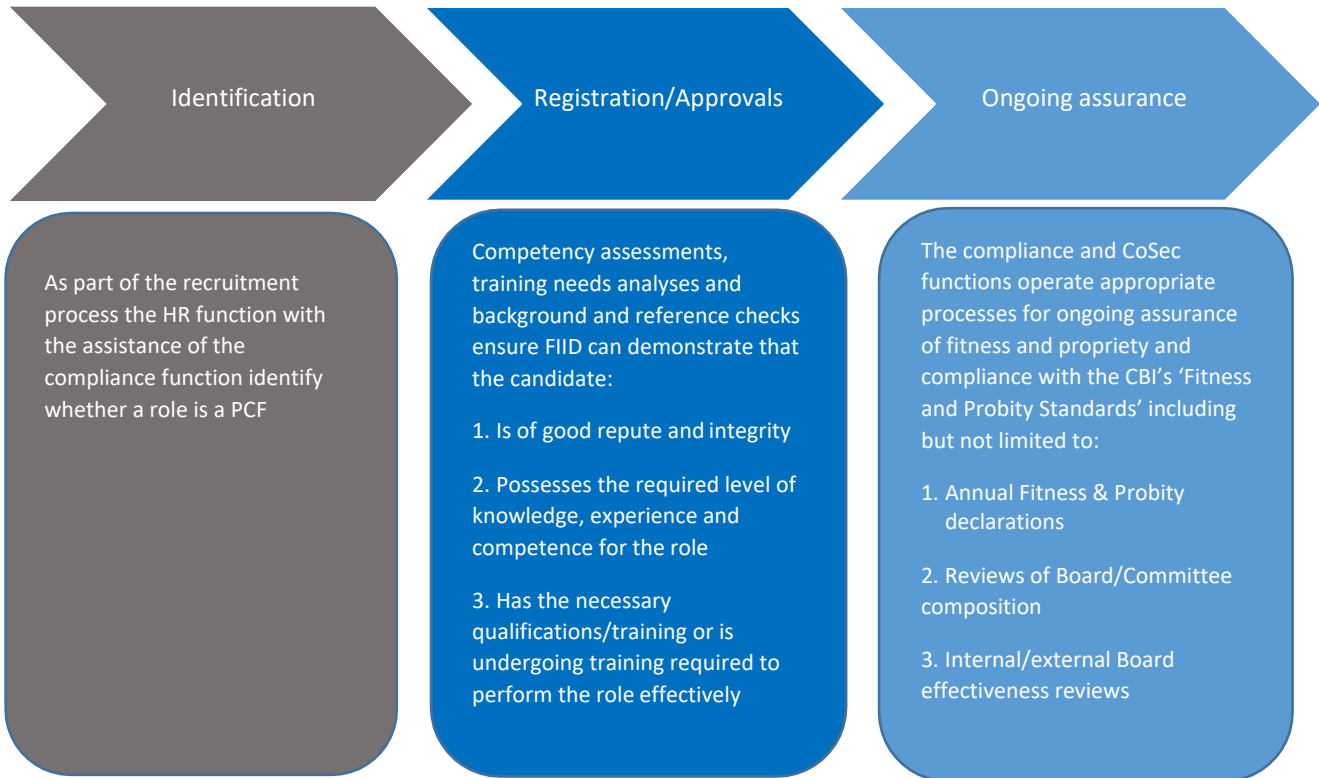 Identification
Registration/Approvals
Ongoing assurance
As part of the recruitment
process the HR function with
the assistance of the
compliance function identify
whether a role is a PCF
Competency assessments,
training needs analyses and
background and reference checks
ensure FIID can demonstrate that
the candidate:
1. Is of good repute and integrity
2. Possesses the required level of
knowledge, experience and
competence for the role
3. Has the necessary
qualifications/training or is
undergoing training required to
perform the role effectively
The compliance and CoSec
functions operate appropriate
processes for ongoing assurance
of fitness and propriety and
compliance with the CBI’s ‘Fitness
and Probity Standards’ including
but not limited to:
1. Annual Fitness & Probity
declarations
2. Reviews of Board/Committee
composition
3. Internal/external Board
effectiveness reviews